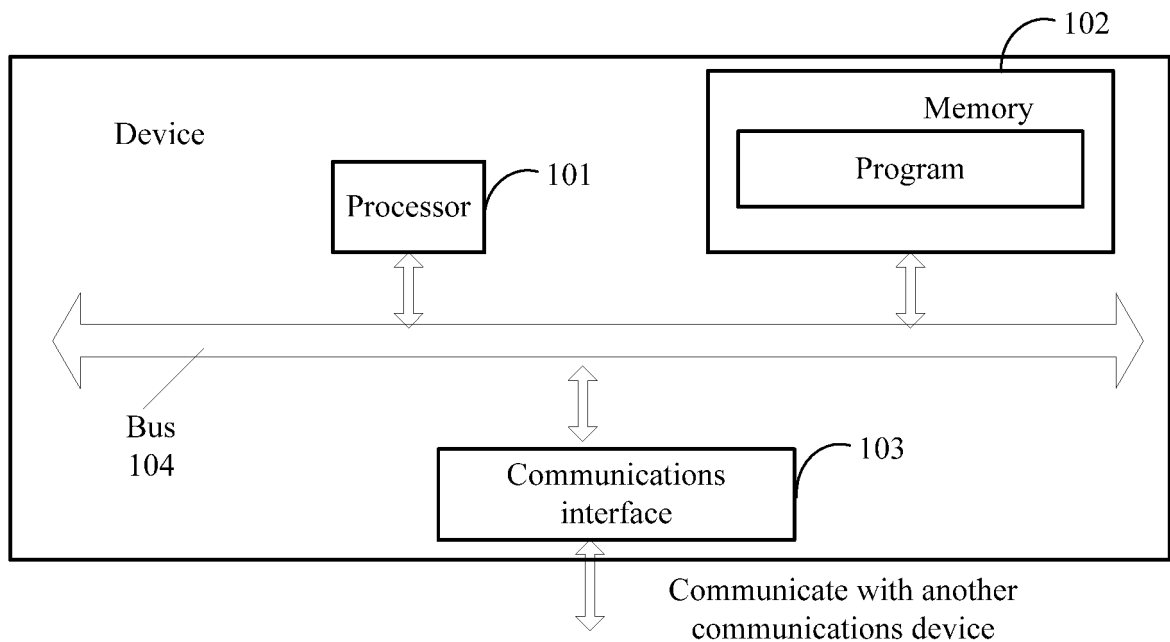 102
Device
Memory
Program
101
Processor
Bus
104
103
Communications
interface
Communicate with another
communications device